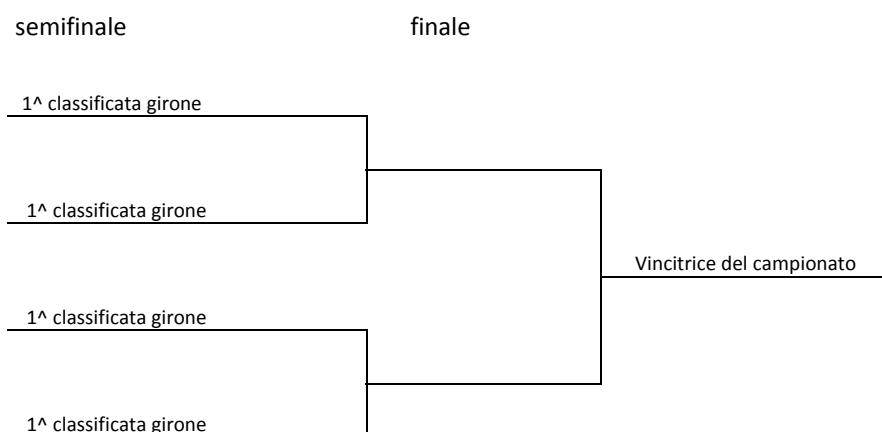 semifinale finale
1^ classificata girone
1^ classificata girone
Vincitrice del campionato
1^ classificata girone
1^ classificata girone